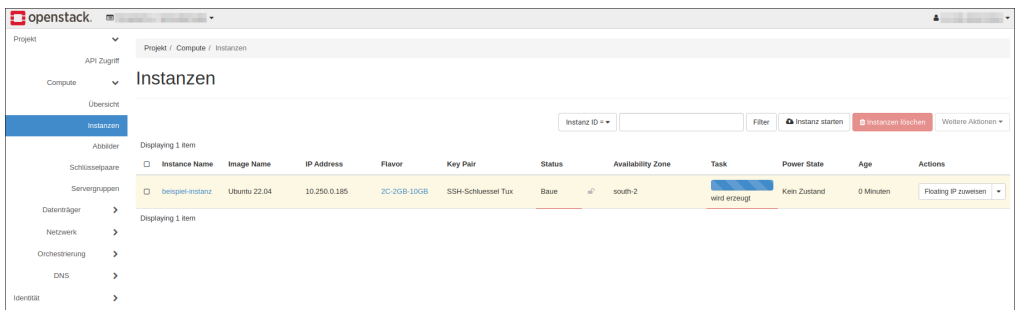 openstack.
Projekt
API Zugriff
Compute
Übersicht
Instanzen
Abbilder
Schlüsselpaare
Servergruppen
Datenträger
Netzwerk
Orchestrierung
DNS
Identität
Projekt / Compute / Instanzen
Instanzen
Instanz ID = Filter Instanz starten Instanzen löschen Weitere Aktionen
Displaying 1 item
Instance Name Image Name IP Address Flavor Key Pair Status Availability Zone Task Power State Age Actions
beispiel-instanz Ubuntu 22.04 10.250.0.185 2C-2GB-10GB SSH-Schluessel Tux Baue south-2 wird erzeugt Kein Zustand 0 Minuten Floating IP zuweisen
Displaying 1 item